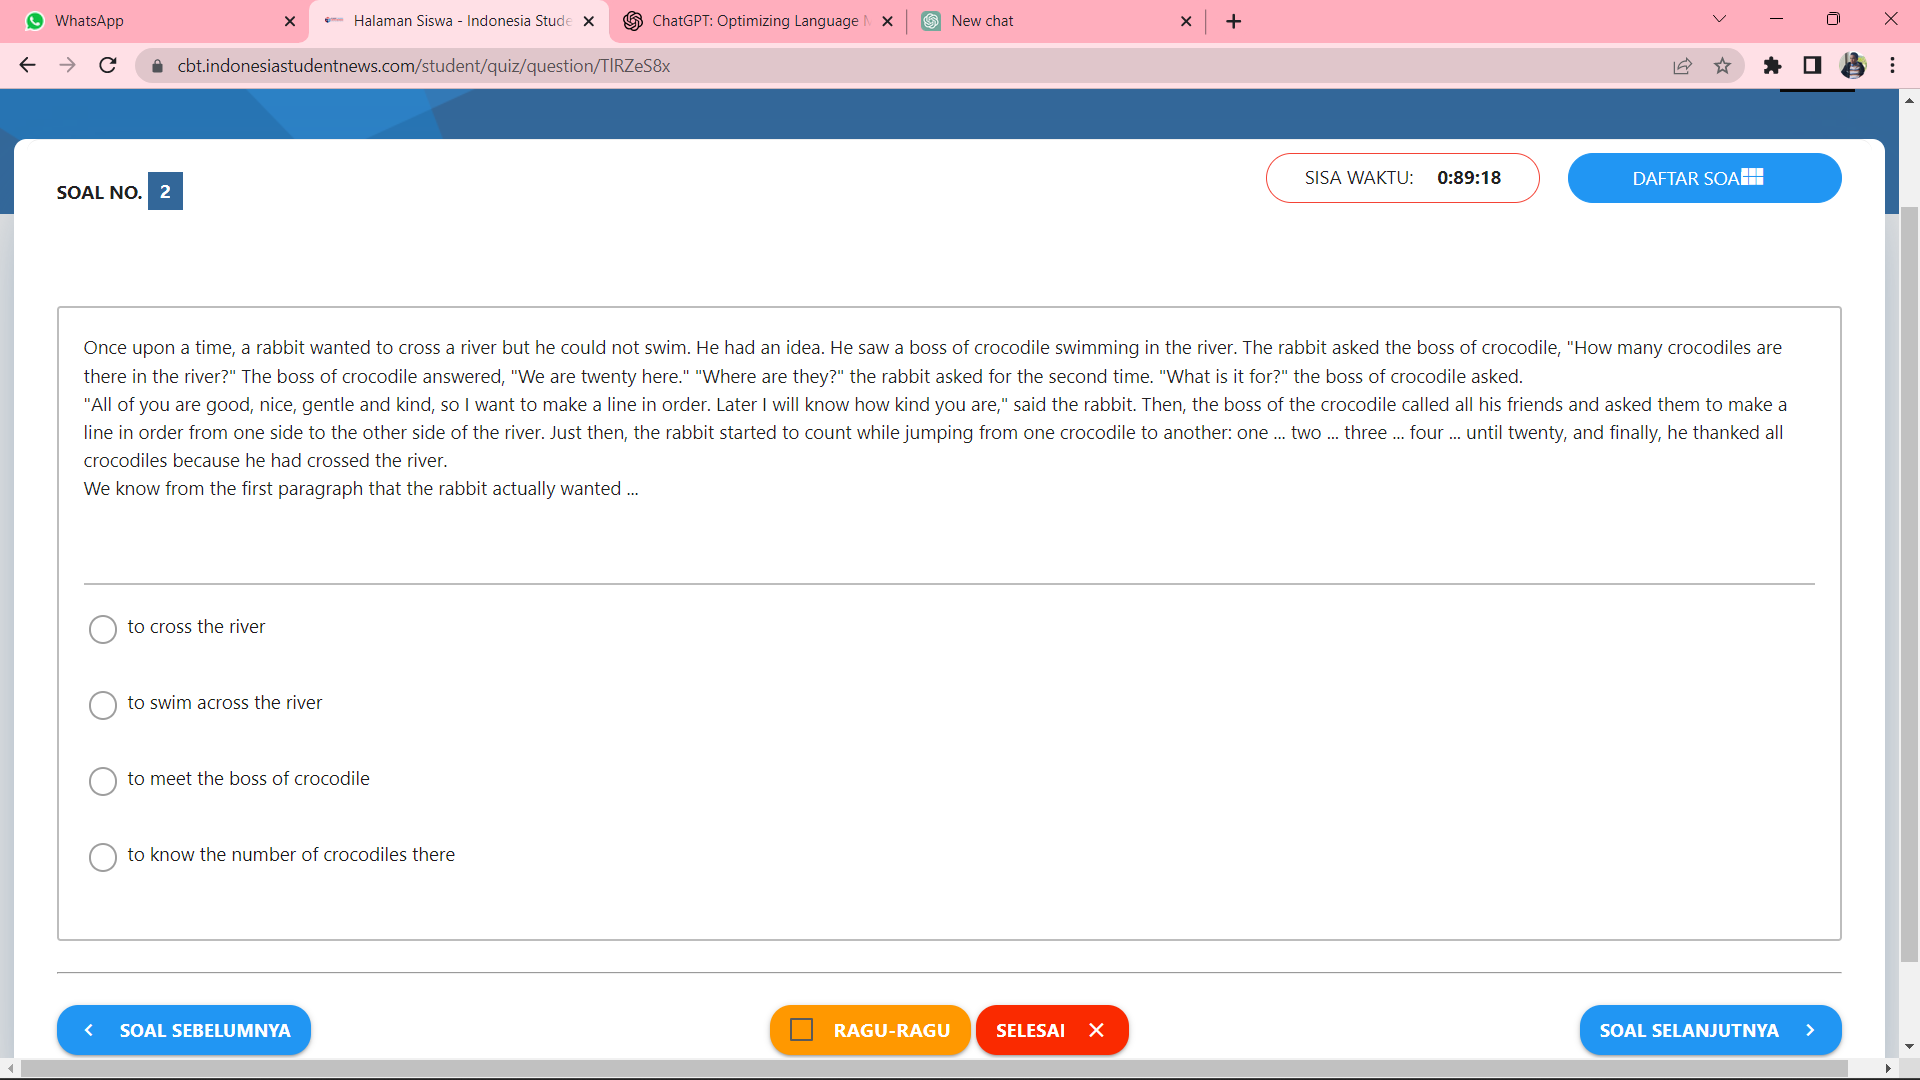 WhatsApp
Halaman Siswa - Indonesia Stude
ChatGPT: Optimizing Language M
New chat
cbt.indonesiastudentnews.com/student/quiz/question/TlRZeS8x
SOAL NO. 2
SISA WAKTU: 0:89:18
DAFTAR SOA
Once upon a time, a rabbit wanted to cross a river but he could not swim. He had an idea. He saw a boss of crocodile swimming in the river. The rabbit asked the boss of crocodile, "How many crocodiles are
there in the river?" The boss of crocodile answered, "We are twenty here." "Where are they?" the rabbit asked for the second time. "What is it for?" the boss of crocodile asked.
"All of you are good, nice, gentle and kind, so I want to make a line in order. Later I will know how kind you are," said the rabbit. Then, the boss of the crocodile called all his friends and asked them to make a
line in order from one side to the other side of the river. Just then, the rabbit started to count while jumping from one crocodile to another: one ... two ... three ... four ... until twenty, and finally, he thanked all
crocodiles because he had crossed the river.
We know from the first paragraph that the rabbit actually wanted ...
to cross the river
to swim across the river
to meet the boss of crocodile
to know the number of crocodiles there
SOAL SEBELUMNYA
RAGU-RAGU
SELESAI
SOAL SELANJUTNYA